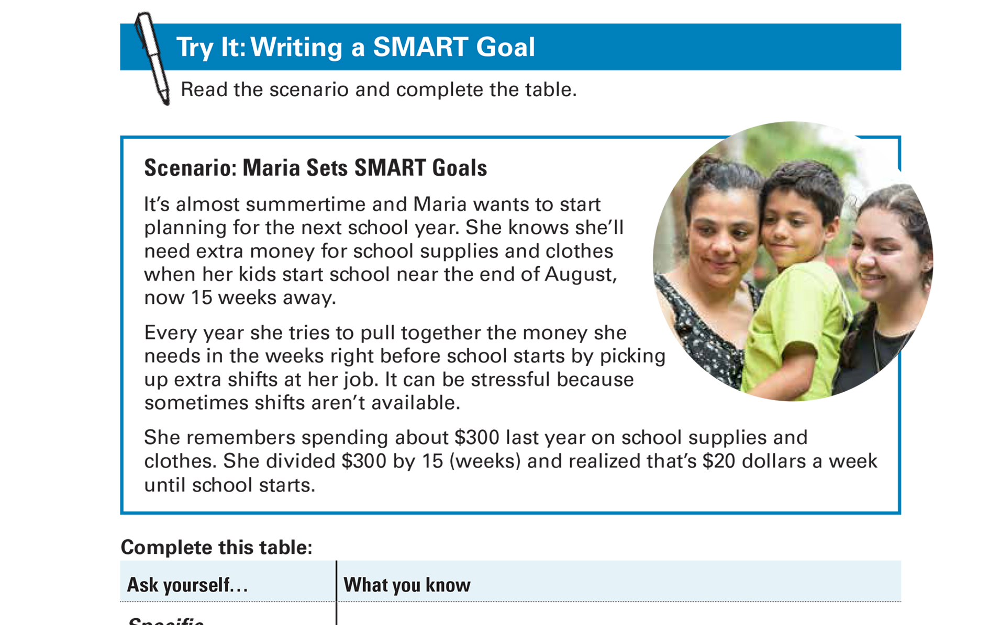 Try It: Writing a SMART Goal
Read the scenario and complete the table.
Scenario: Maria Sets SMART Goals
It’s almost summertime and Maria wants to start
planning for the next school year. She knows she’ll
need extra money for school supplies and clothes
when her kids start school near the end of August,
now 15 weeks away.
Every year she tries to pull together the money she
needs in the weeks right before school starts by picking
up extra shifts at her job. It can be stressful because
sometimes shifts aren’t available.
She remembers spending about $300 last year on school supplies and
clothes. She divided $300 by 15 (weeks) and realized that’s $20 dollars a week
until school starts.
Complete this table:
Ask yourself… What you know
Specific